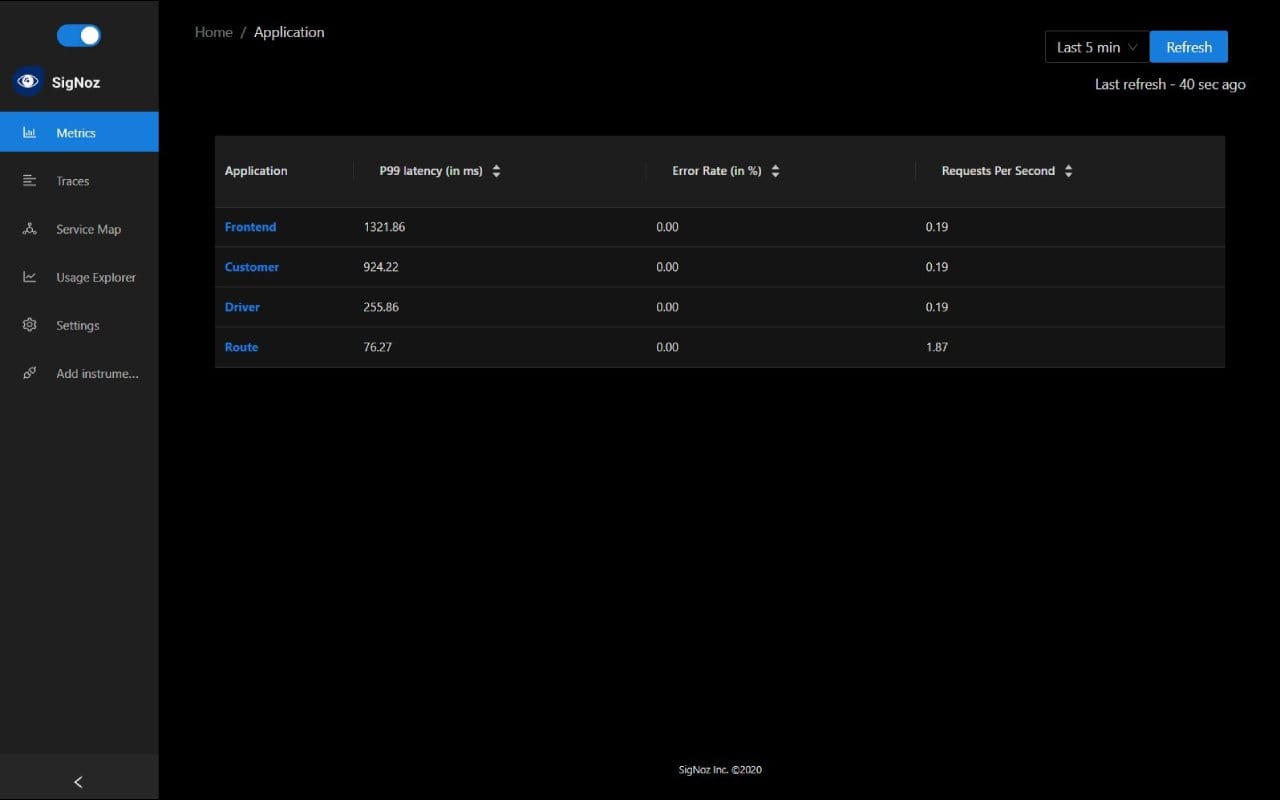 SigNoz
Metrics
Traces
Service Map
Usage Explorer
Settings
Add instrume...
Home / Application
Last 5 min
Refresh
Last refresh - 40 sec ago
Application P99 latency (in ms) Error Rate (in %) Requests Per Second
Frontend 1321.86 0.00 0.19
Customer 924.22 0.00 0.19
Driver 255.86 0.00 0.19
Route 76.27 0.00 1.87
SigNoz Inc. ©2020